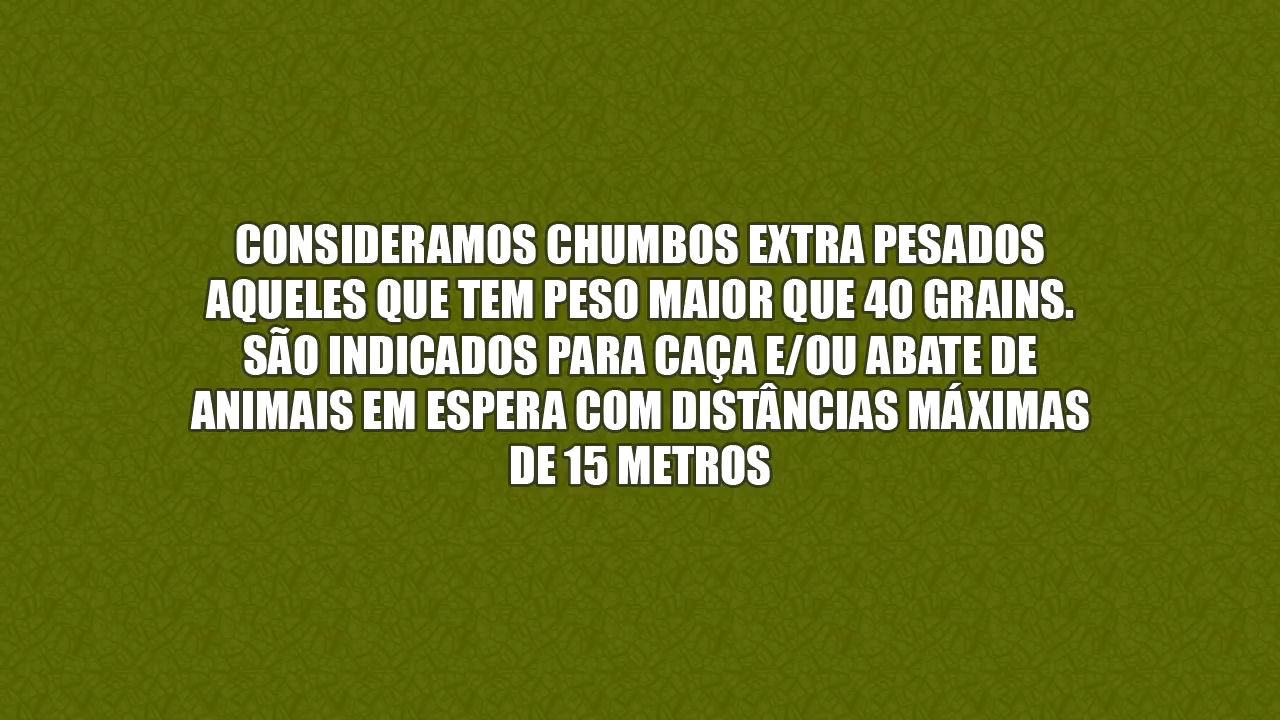 CONSIDERAMOS CHUMBOS EXTRA PESADOS
AQUELES QUE TEM PESO MAIOR QUE 40 GRAINS.
SÃO INDICADOS PARA CAÇA E/OU ABATE DE
ANIMAIS EM ESPERA COM DISTÂNCIAS MÁXIMAS
DE 15 METROS